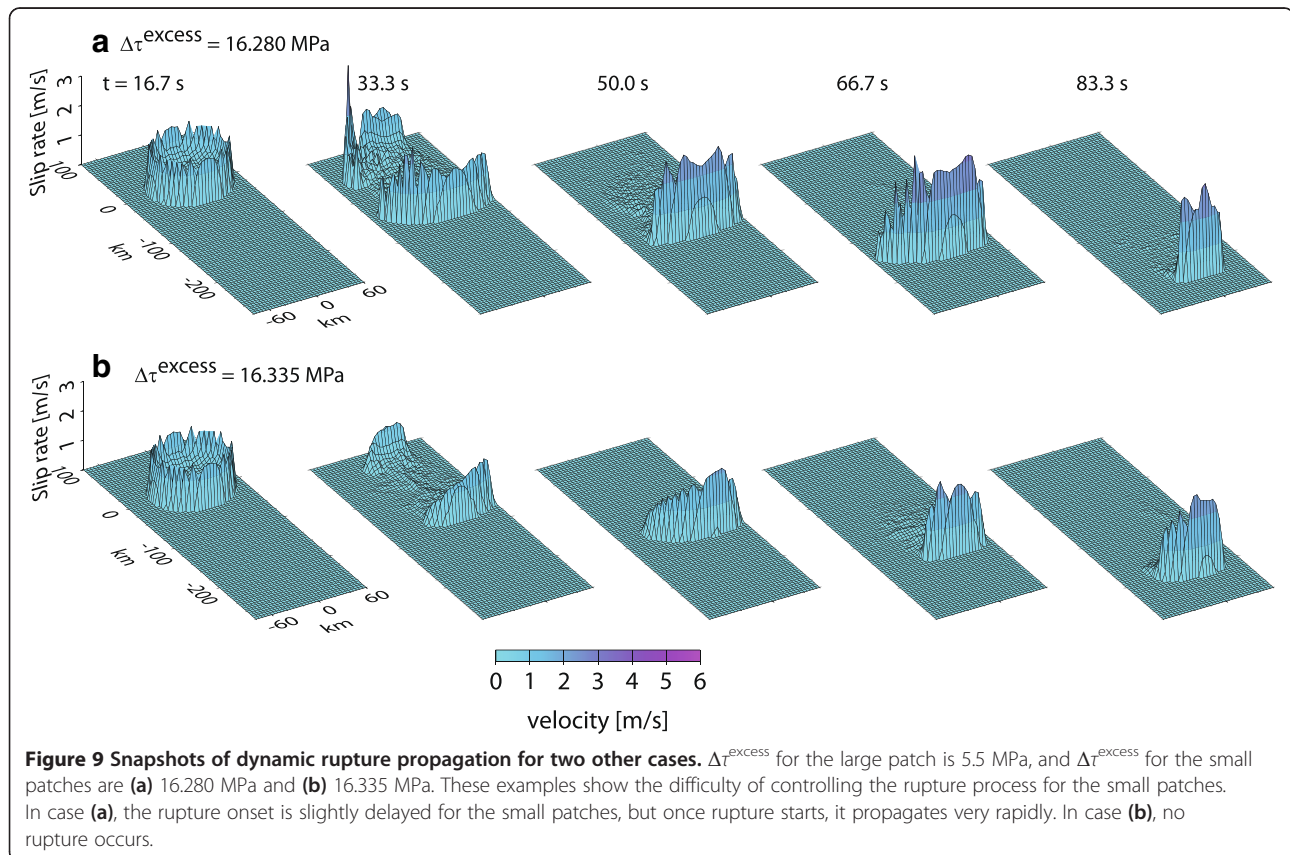 a Δτ^excess = 16.280 MPa
t = 16.7 s 33.3 s 50.0 s 66.7 s 83.3 s
Slip rate [m/s]
3
2
1
100
0
km
-100
-200
-60
0
60
km
b Δτ^excess = 16.335 MPa
Slip rate [m/s]
3
2
1
100
0
km
-100
-200
-60
0
60
km
0 1 2 3 4 5 6
velocity [m/s]
Figure 9 Snapshots of dynamic rupture propagation for two other cases. Δτ^excess for the large patch is 5.5 MPa, and Δτ^excess for the small
patches are (a) 16.280 MPa and (b) 16.335 MPa. These examples show the difficulty of controlling the rupture process for the small patches.
In case (a), the rupture onset is slightly delayed for the small patches, but once rupture starts, it propagates very rapidly. In case (b), no
rupture occurs.